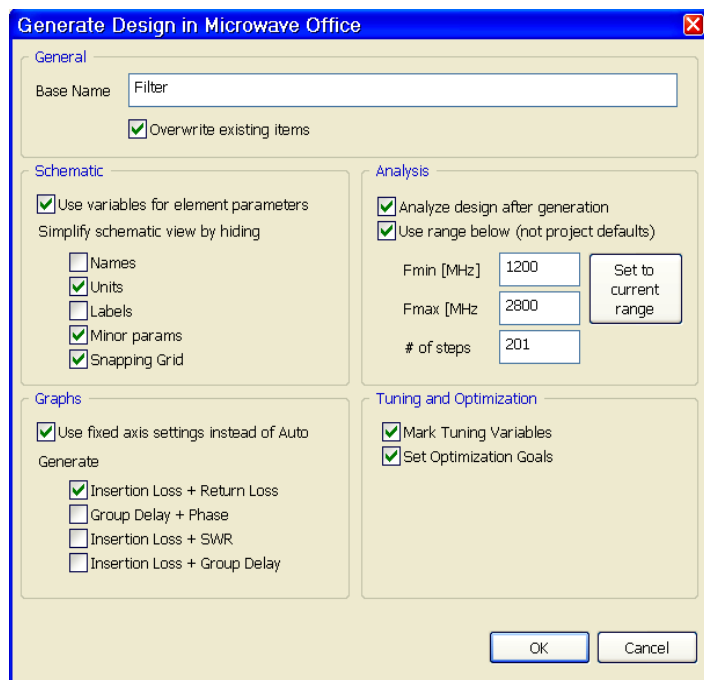 Generate Design in Microwave Office
General
Base Name
Filter
Overwrite existing items
Schematic
Use variables for element parameters
Simplify schematic view by hiding
Names
Units
Labels
Minor params
Snapping Grid
Analysis
Analyze design after generation
Use range below (not project defaults)
Fmin [MHz]
1200
Fmax [MHz
2800
# of steps
201
Set to
current
range
Graphs
Use fixed axis settings instead of Auto
Generate
Insertion Loss + Return Loss
Group Delay + Phase
Insertion Loss + SWR
Insertion Loss + Group Delay
Tuning and Optimization
Mark Tuning Variables
Set Optimization Goals
OK
Cancel